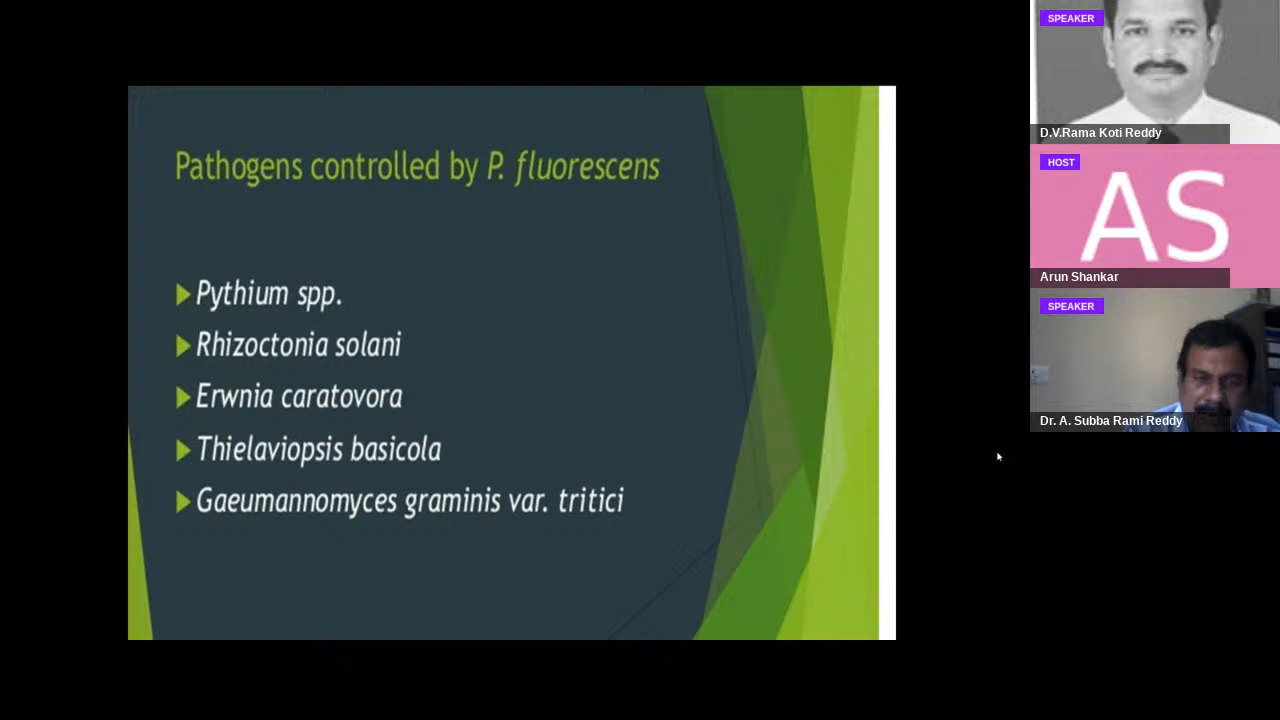 Pathogens controlled by P. fluorescens
Pythium spp.
Rhizoctonia solani
Erwnia caratovora
Thielaviopsis basicola
Gaeumannomyces graminis var. tritici
SPEAKER
D.V.Rama Koti Reddy
HOST
AS
Arun Shankar
SPEAKER
Dr. A. Subba Rami Reddy